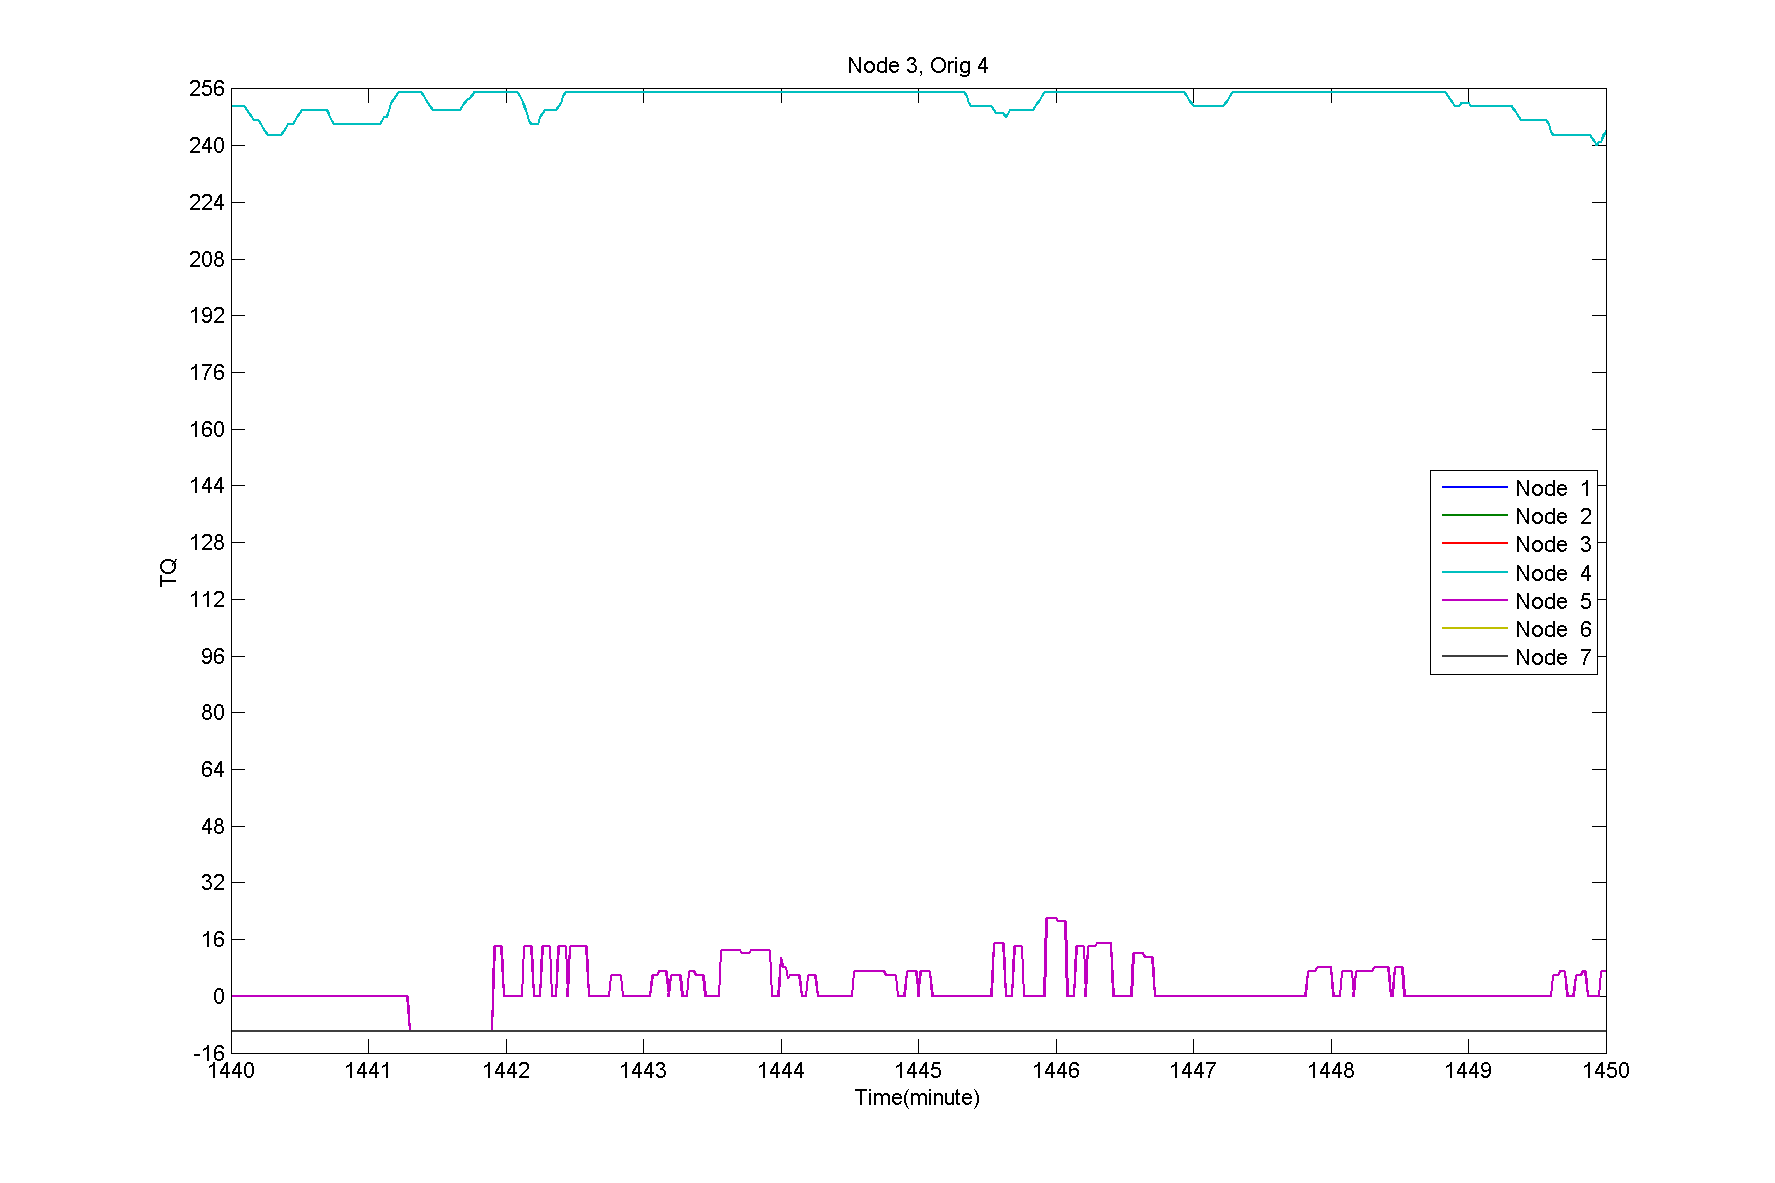 Node 3, Orig 4
256
240
224
208
192
176
160
144
128
112
96
80
64
48
32
16
0
-16
TQ
Node 1
Node 2
Node 3
Node 4
Node 5
Node 6
Node 7
1440 1441 1442 1443 1444 1445 1446 1447 1448 1449 1450
Time(minute)